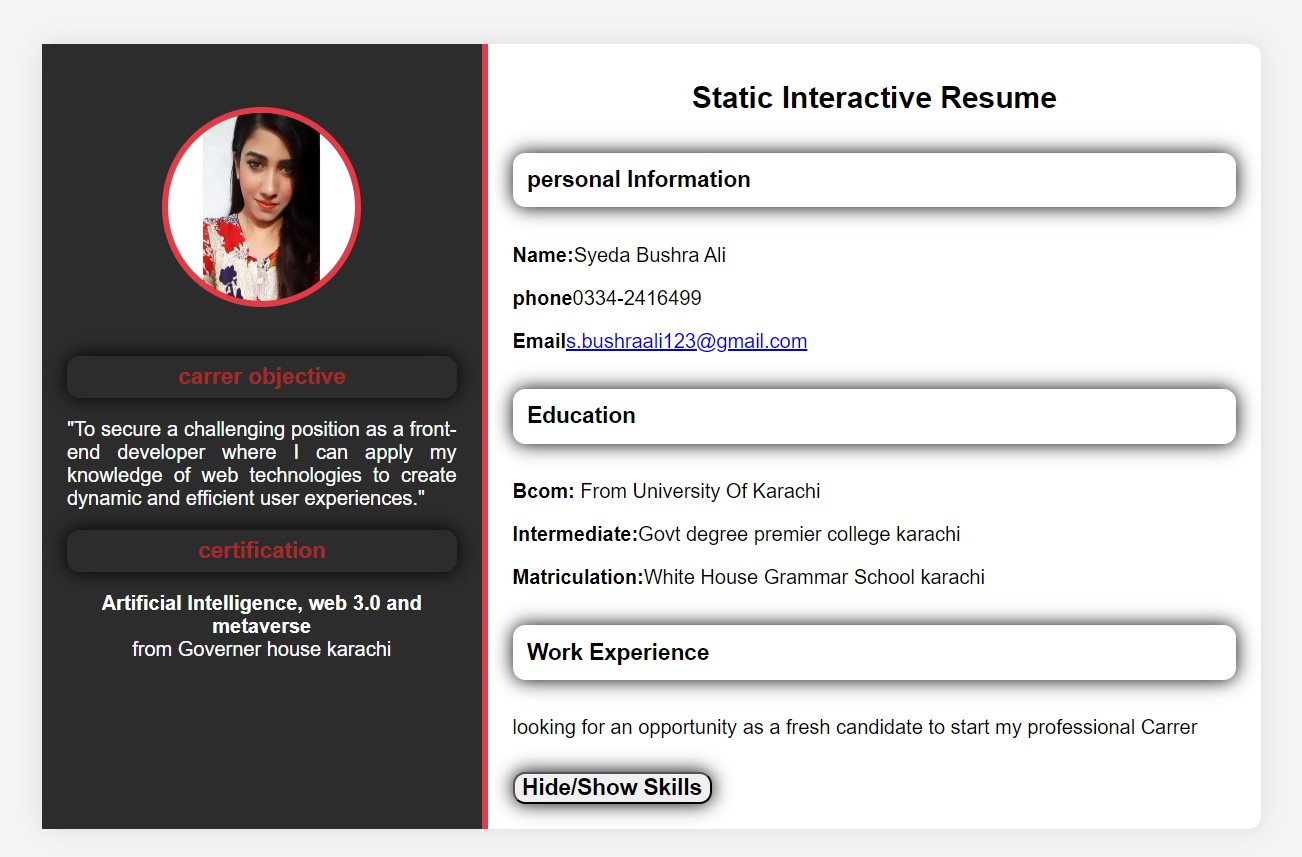 carrer objective
"To secure a challenging position as a front-
end developer where I can apply my
knowledge of web technologies to create
dynamic and efficient user experiences."
certification
Artificial Intelligence, web 3.0 and
metaverse
from Governer house karachi
Static Interactive Resume
personal Information
Name:Syeda Bushra Ali
phone0334-2416499
Emails.bushraali123@gmail.com
Education
Bcom: From University Of Karachi
Intermediate:Govt degree premier college karachi
Matriculation:White House Grammar School karachi
Work Experience
looking for an opportunity as a fresh candidate to start my professional Carrer
Hide/Show Skills